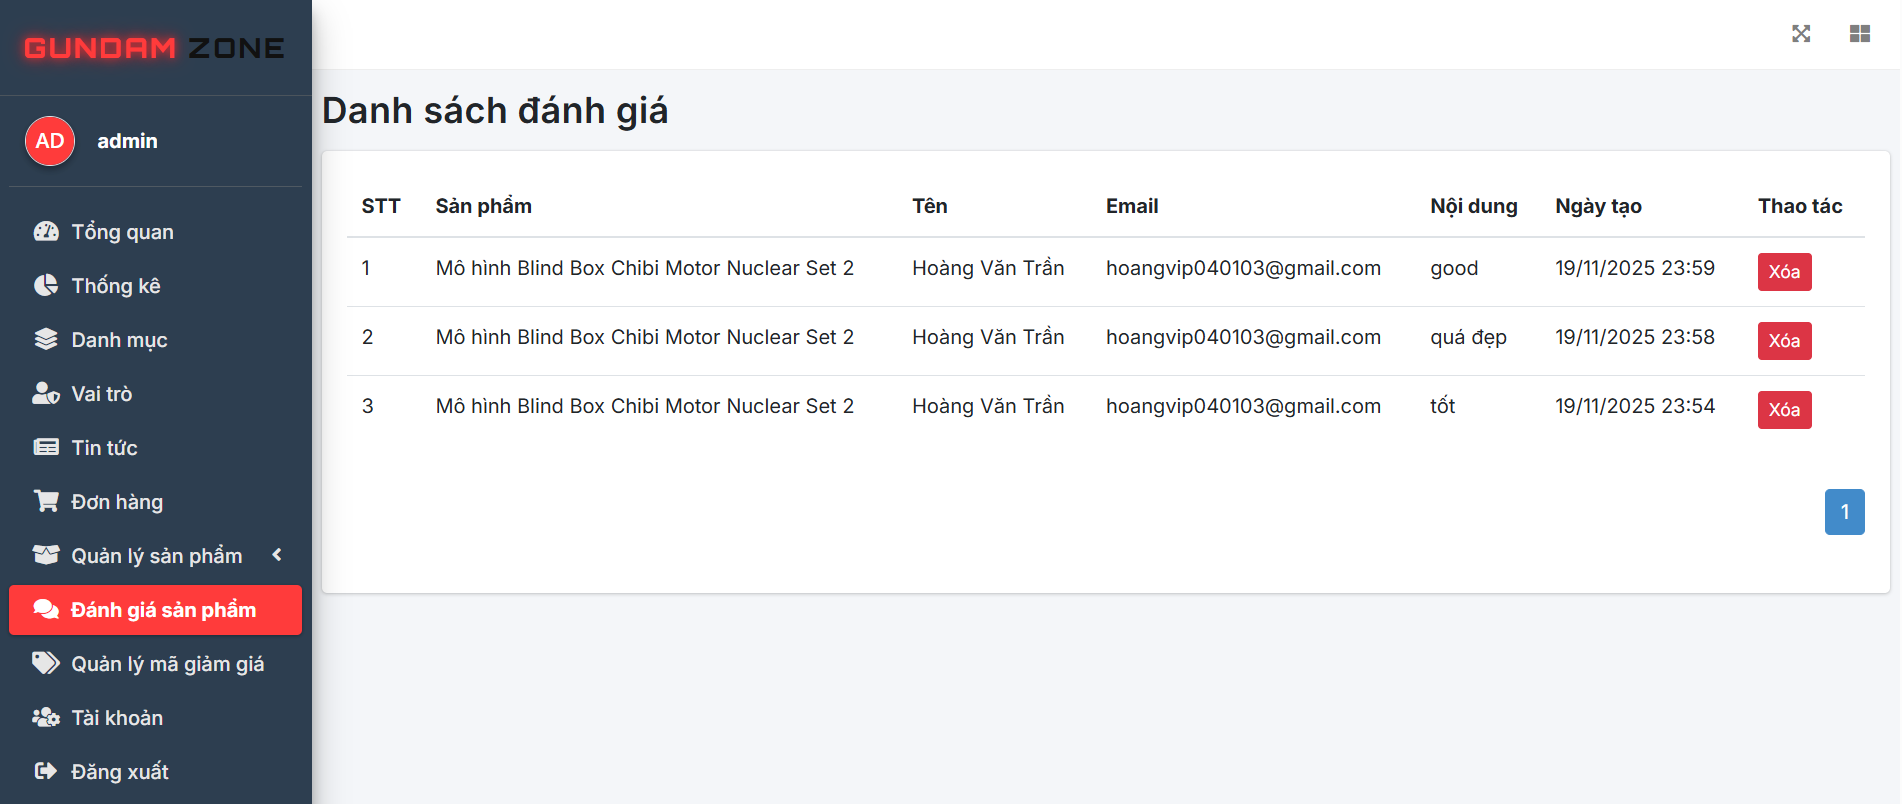 GUNDAM ZONE
AD admin
Tổng quan
Thống kê
Danh mục
Vai trò
Tin tức
Đơn hàng
Quản lý sản phẩm
Đánh giá sản phẩm
Quản lý mã giảm giá
Tài khoản
Đăng xuất
Danh sách đánh giá
STT Sản phẩm Tên Email Nội dung Ngày tạo Thao tác
1 Mô hình Blind Box Chibi Motor Nuclear Set 2 Hoàng Văn Trần hoangvip040103@gmail.com good 19/11/2025 23:59 Xóa
2 Mô hình Blind Box Chibi Motor Nuclear Set 2 Hoàng Văn Trần hoangvip040103@gmail.com quá đẹp 19/11/2025 23:58 Xóa
3 Mô hình Blind Box Chibi Motor Nuclear Set 2 Hoàng Văn Trần hoangvip040103@gmail.com tốt 19/11/2025 23:54 Xóa
1